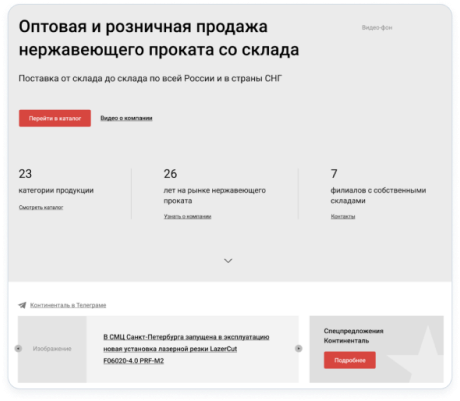 Оптовая и розничная продажа
нержавеющего проката со склада
Видео фон
Поставка от склада до склада по всей России и в страны СНГ
Перейти в каталог
Видео о компании
23
категории продукции
Смотреть каталог
26
лет на рынке нержавеющего
проката
Узнать о компании
7
филиалов с собственными
складами
Контакты
Континенталь в Телеграме
Изображение
В СМЦ Санкт-Петербурга запущена в эксплуатацию
новая установка лазерной резки LazerCut
F06020-4.0 PRF-M2
Спецпредложения
Континенталь
Подробнее